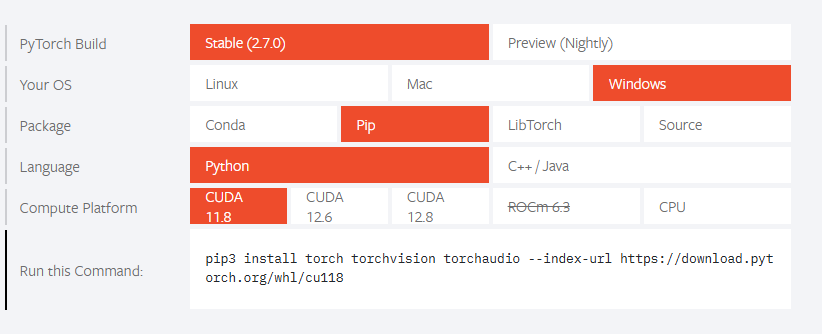 PyTorch Build
Stable (2.7.0)
Preview (Nightly)
Your OS
Linux
Mac
Windows
Package
Conda
Pip
LibTorch
Source
Language
Python
C++ / Java
Compute Platform
CUDA
11.8
CUDA
12.6
CUDA
12.8
ROCm 6.3
CPU
Run this Command:
pip3 install torch torchvision torchaudio --index-url https://download.pyt
orch.org/whl/cu118